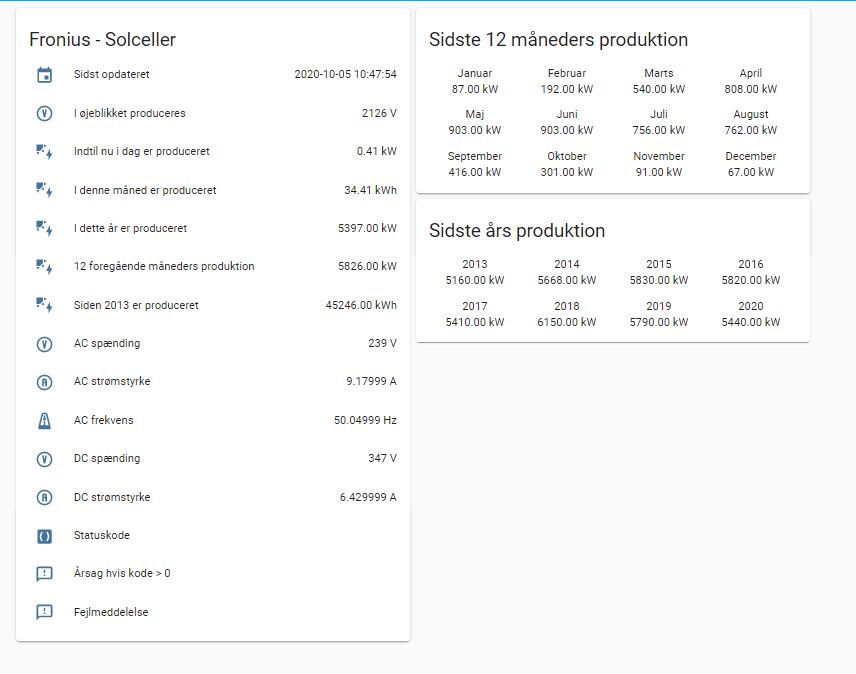 Fronius - Solceller
Sidst opdateret 2020-10-05 10:47:54
I øjeblikket produceres 2126 V
Indtil nu i dag er produceret 0.41 kW
I denne måned er produceret 34.41 kWh
I dette år er produceret 5397.00 kW
12 foregående måneders produktion 5826.00 kW
Siden 2013 er produceret 45246.00 kWh
AC spænding 239 V
AC strømstyrke 9.17999 A
AC frekvens 50.04999 Hz
DC spænding 347 V
DC strømstyrke 6.429999 A
Statuskode
Årsag hvis kode > 0
Fejlmeddelelse
Sidste 12 måneders produktion
Januar Februar Marts April
87.00 kW 192.00 kW 540.00 kW 808.00 kW
Maj Juni Juli August
903.00 kW 903.00 kW 756.00 kW 762.00 kW
September Oktober November December
416.00 kW 301.00 kW 91.00 kW 67.00 kW
Sidste års produktion
2013 2014 2015 2016
5160.00 kW 5668.00 kW 5830.00 kW 5820.00 kW
2017 2018 2019 2020
5410.00 kW 6150.00 kW 5790.00 kW 5440.00 kW